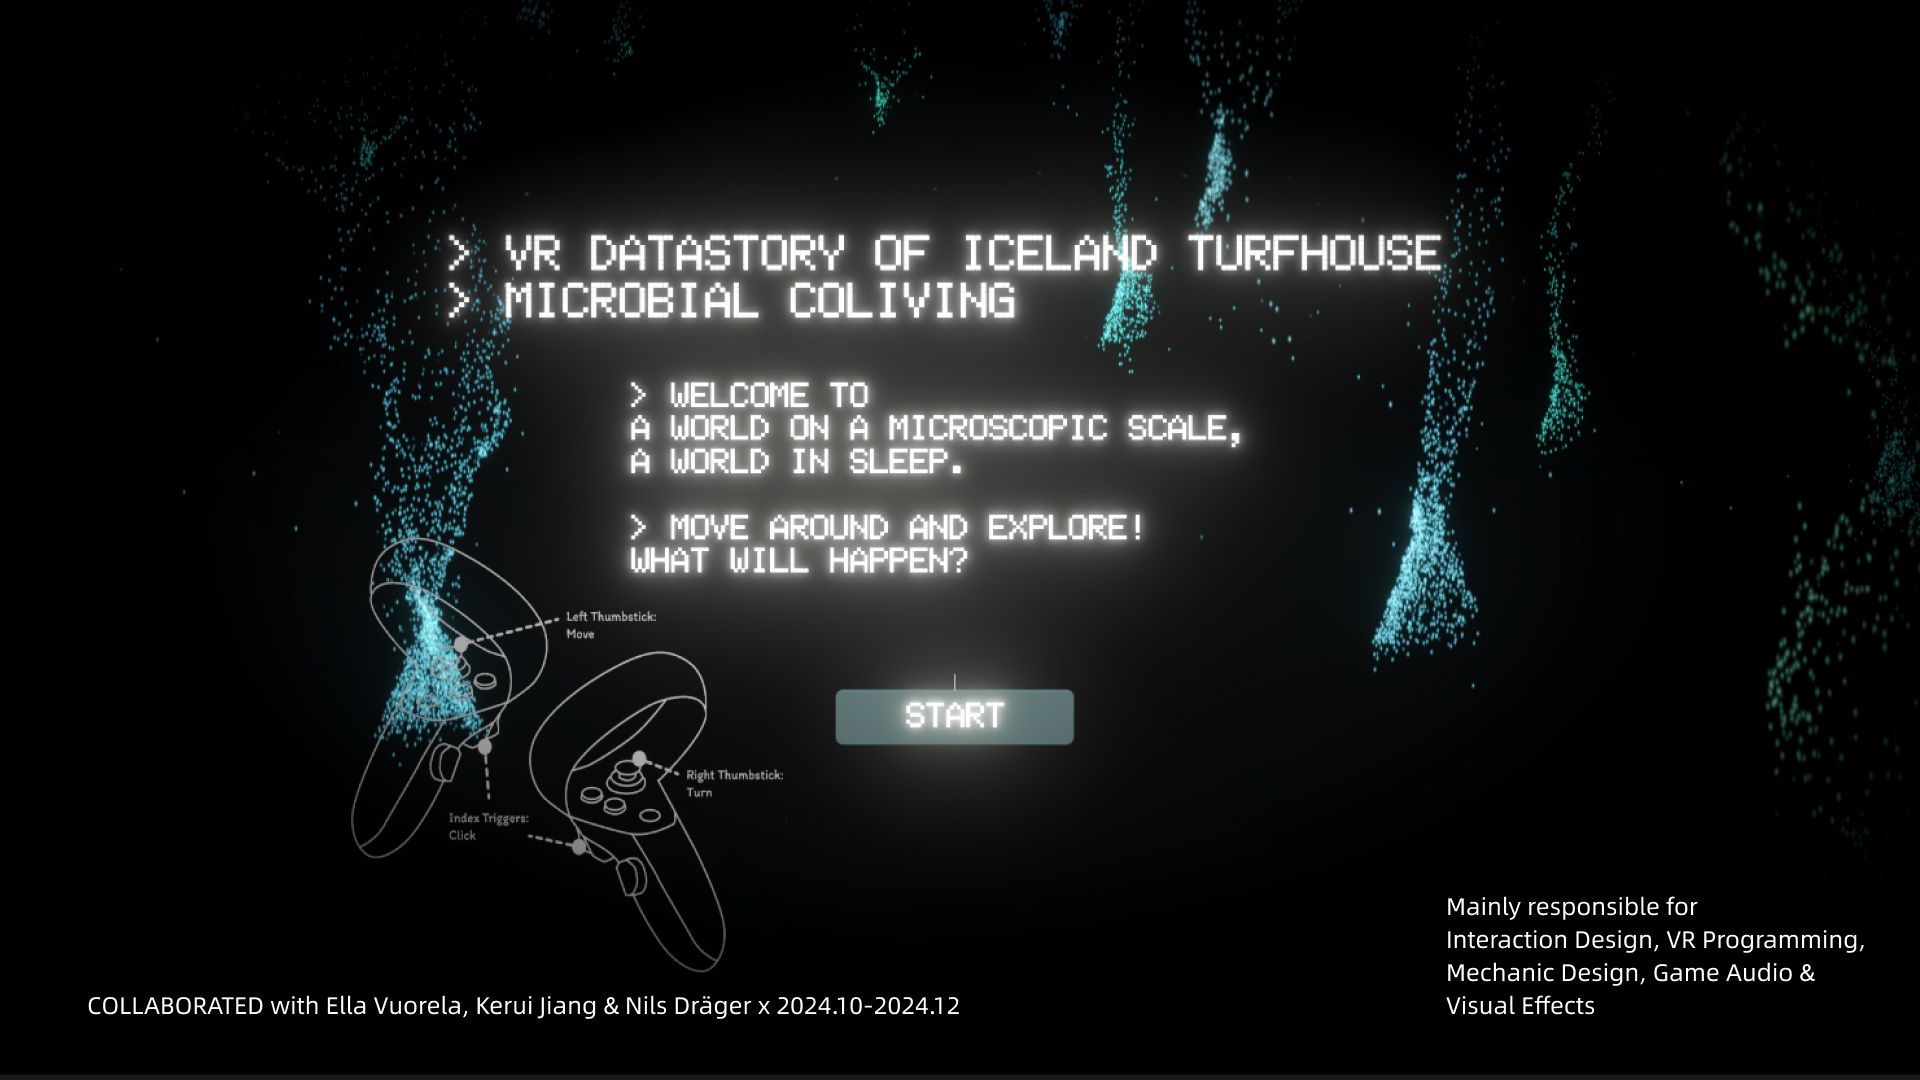 > VR DATASTORY OF ICELAND TURFHOUSE
> MICROBIAL COLIVING
> WELCOME TO
A WORLD ON A MICROSCOPIC SCALE,
A WORLD IN SLEEP.
> MOVE AROUND AND EXPLORE!
WHAT WILL HAPPEN?
Left Thumbstick:
Move
START
Right Thumbstick:
Turn
Index Triggers:
Click
Mainly responsible for
Interaction Design, VR Programming,
Mechanic Design, Game Audio &
Visual Effects
COLLABORATED with Ella Vuorela, Kerui Jiang & Nils Dräger x 2024.10-2024.12